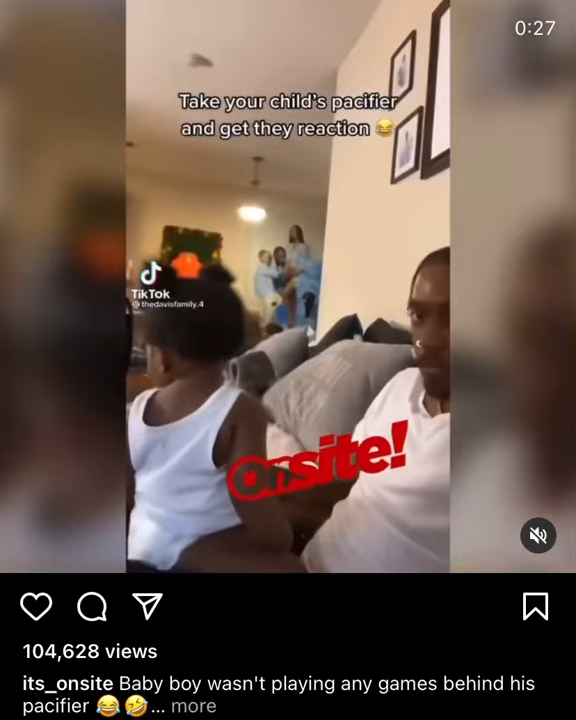 0:27
Take your child's pacifier
and get they reaction 😂
TikTok
@thedavisfamily.4
Onsite!
104,628 views
its_onsite Baby boy wasn't playing any games behind his
pacifier 😂🤣... more